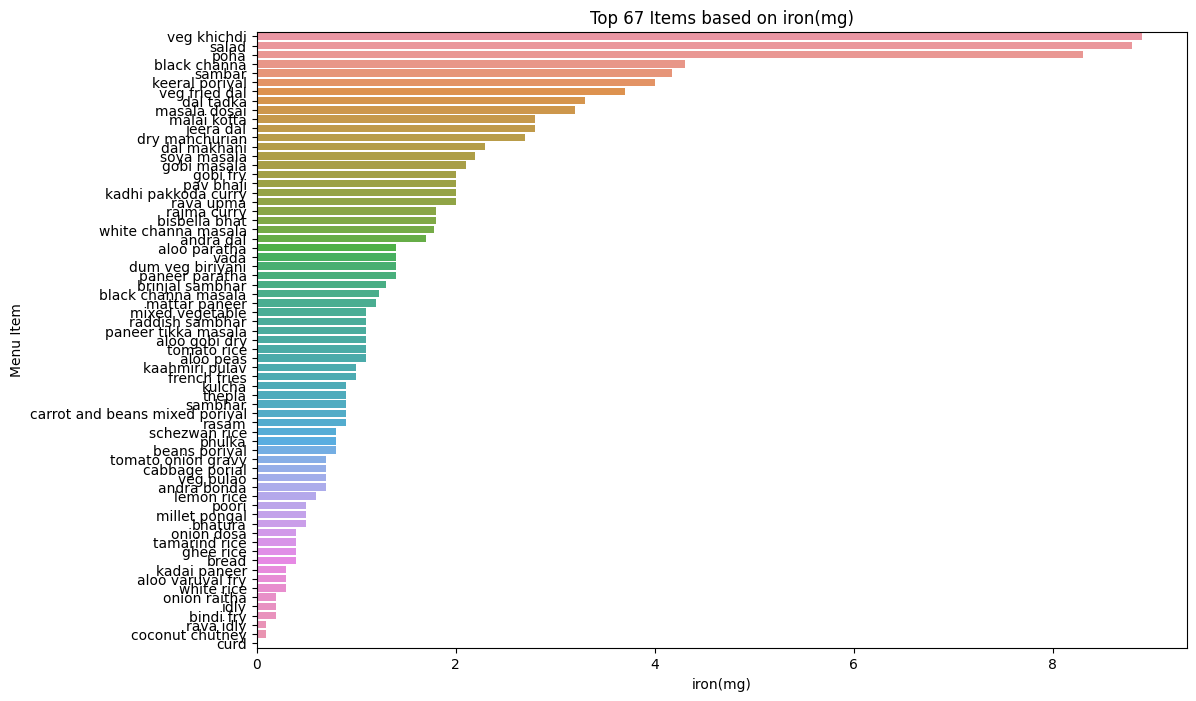 Top 67 Items based on iron(mg)
veg khichdi
salad
poha
black channa
sambar
keeral poriyal
veg fried dal
dal tadka
masala dosai
malai kofta
jeera dal
dry manchurian
dal makhani
soya masala
gobi masala
gobi fry
pav bhaji
kadhi pakkoda curry
rava upma
rajma curry
bisbella bhat
white channa masala
andra dal
aloo paratha
vada
dum veg biriyani
paneer paratha
brinjal sambhar
black channa masala
mattar paneer
mixed vegetable
raddish sambhar
paneer tikka masala
aloo gobi dry
tomato rice
aloo peas
kaahmiri pulav
french fries
kulcha
thepla
sambhar
carrot and beans mixed poriyal
rasam
schezwan rice
phulka
beans poriyal
tomato onion gravy
cabbage porial
veg pulao
andra bonda
lemon rice
poori
millet pongal
bhatura
onion dosa
tamarind rice
ghee rice
bread
kadai paneer
aloo varuval fry
white rice
onion raitha
idly
bindi fry
rava idly
coconut chutney
curd
Menu Item
0 2 4 6 8
iron(mg)